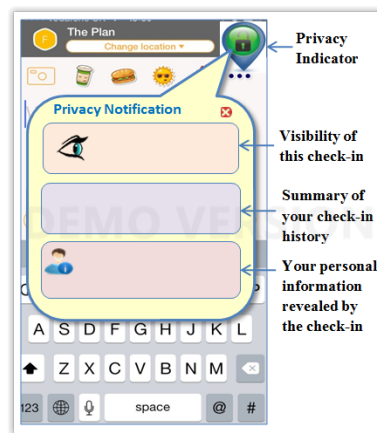 The Plan
Change location
Privacy Indicator
Privacy Notification
Visibility of this check-in
Summary of your check-in history
DEMO VERSION
Your personal information revealed by the check-in
A S D F G H J K L
Z X C V B N M
123 space @ #